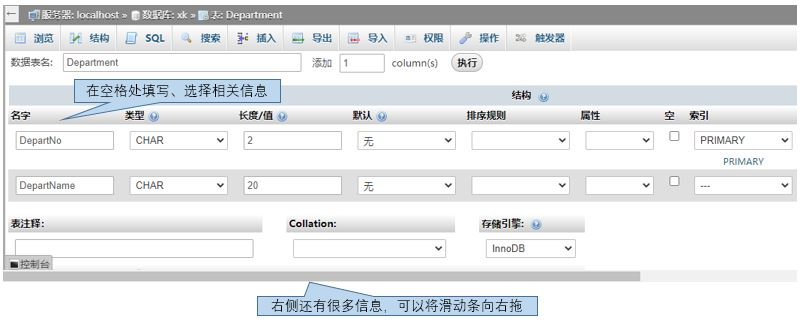 服务器: localhost » 数据库: xk » 表: Department
浏览 结构 SQL 搜索 插入 导出 导入 权限 操作 触发器
数据表名: Department 添加 1 column(s) 执行
在空格处填写、选择相关信息
结构
名字 类型 长度/值 默认 排序规则 属性 空 索引
DepartNo CHAR 2 无 PRIMARY
PRIMARY
DepartName CHAR 20 无 ---
表注释: Collation: 存储引擎:
InnoDB
控制台
右侧还有很多信息，可以将滑动条向右拖